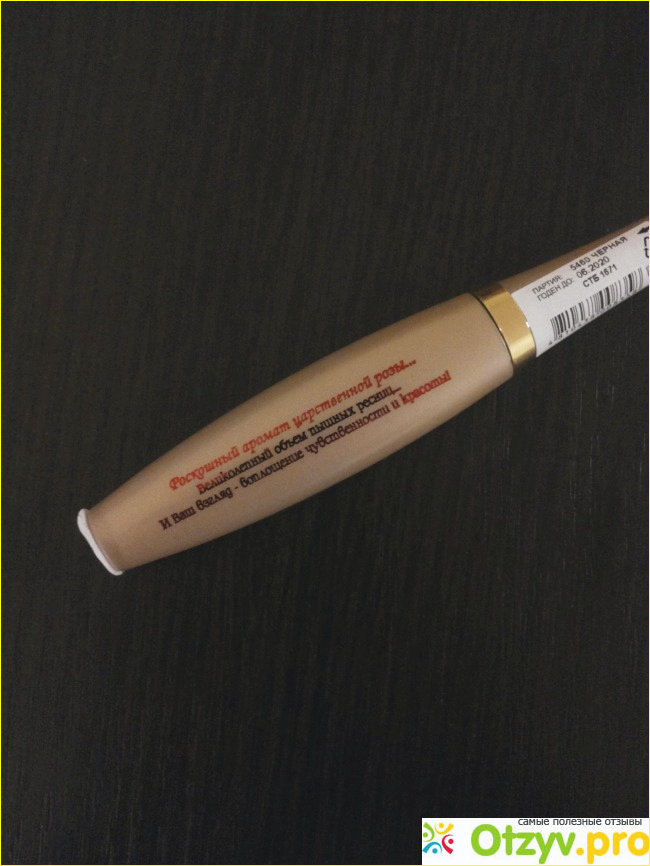 Роскошный аромат царственной розы...
Великолепный объем пышных ресниц...
И Ваш взгляд - воплощение чувственности и красоты!
ПАРТИЯ: 5460 ЧЕРНАЯ
ГОДЕН ДО: 06.2020
СТБ 1671
самые полезные отзывы
Otzyv.pro